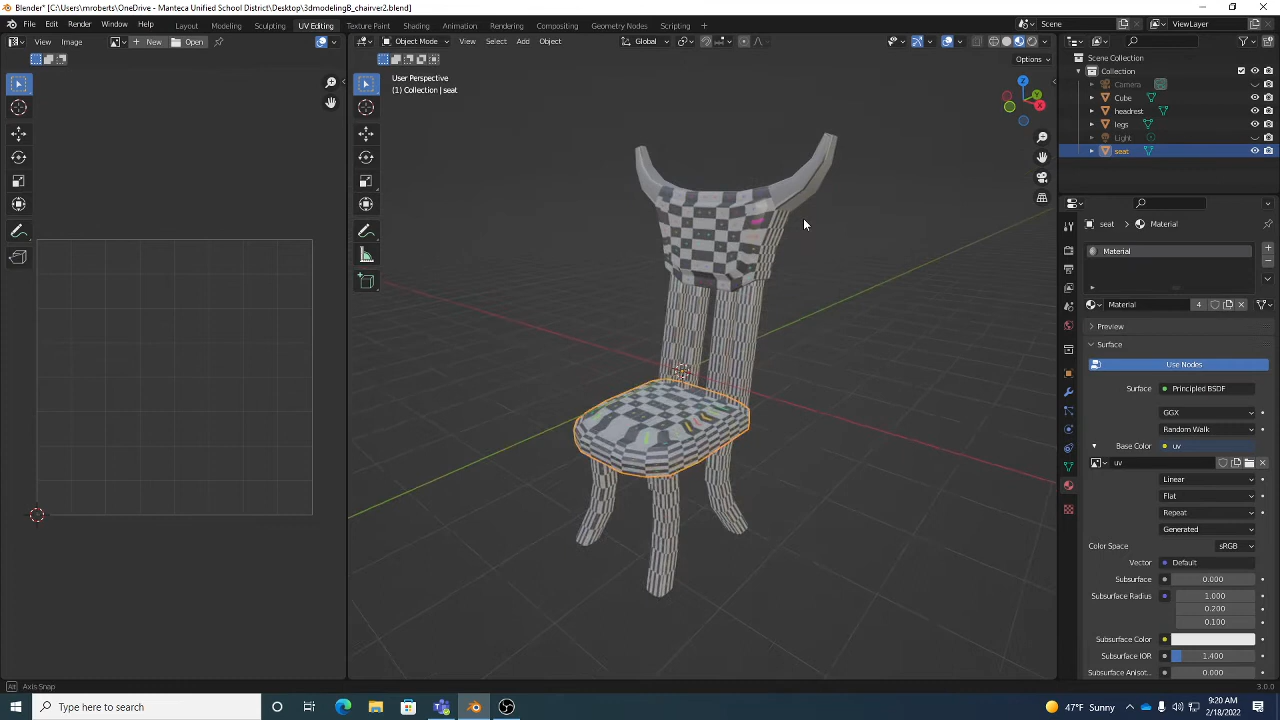 Blender* [C:\Users\mroberts\OneDrive - Manteca Unified School District\Desktop\3dmodelingB_chairver2.blend]
File Edit Render Window Help Layout Modeling Sculpting UV Editing Texture Paint Shading Animation Rendering Compositing Geometry Nodes Scripting + Scene ViewLayer
View Image New Open Object Mode View Select Add Object Global
Options
User Perspective
(1) Collection | seat
Scene Collection
Collection
Camera
Cube
headrest
legs
Light
seat
seat > Material
Material
Material 4
Preview
Surface
Use Nodes
Surface Principled BSDF
GGX
Random Walk
Base Color uv
uv
Linear
Flat
Repeat
Generated
Color Space sRGB
Vector Default
Subsurface 0.000
Subsurface Radius 1.000
0.200
0.100
Subsurface Color
Subsurface IOR 1.400
Subsurface Anisot... 0.000
Alt Axis Snap 3.0.0
Type here to search 47°F Sunny 9:20 AM
2/18/2022